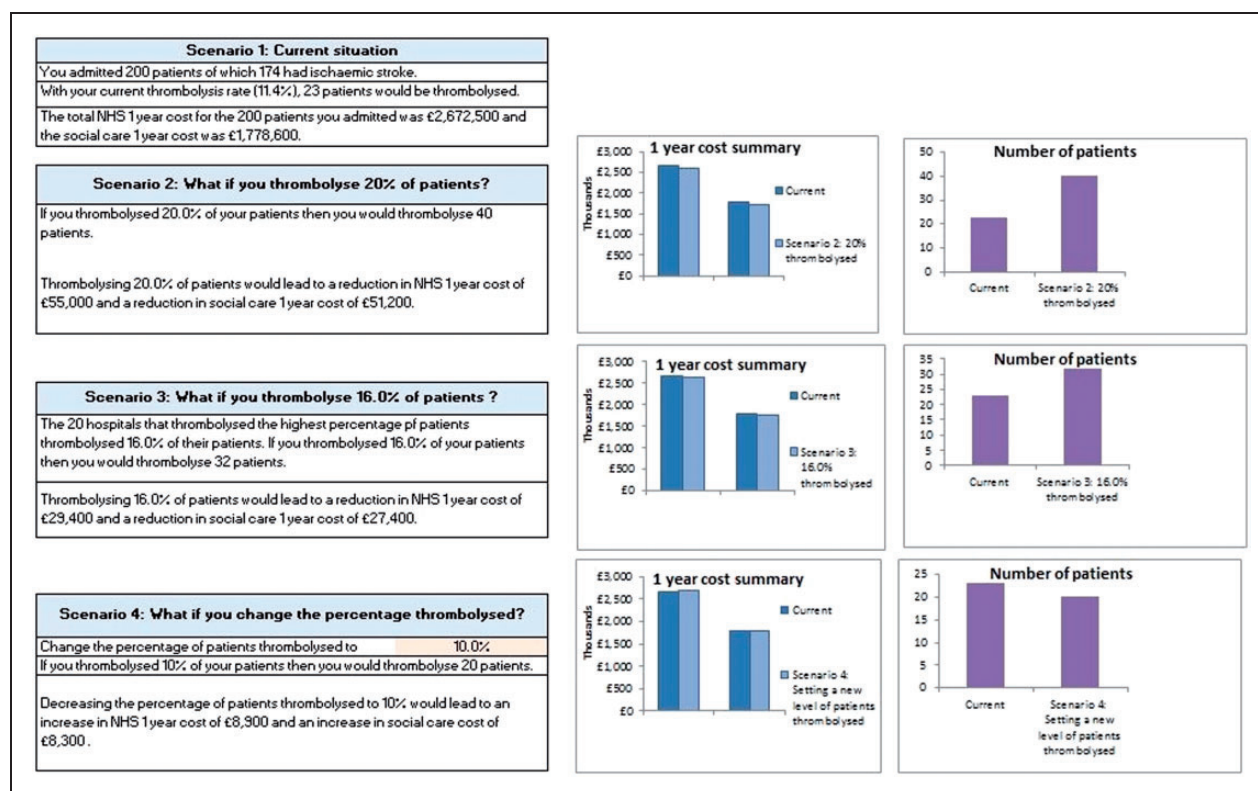 Scenario 1: Current situation
You admitted 200 patients of which 174 had ischaemic stroke.
With your current thrombolysis rate (11.4%), 23 patients would be thrombolysed.
The total NHS 1 year cost for the 200 patients you admitted was £2,672,500 and
the social care 1 year cost was £1,778,600.
Scenario 2: What if you thrombolyse 20% of patients?
If you thrombolysed 20.0% of your patients then you would thrombolyse 40
patients.
Thrombolysing 20.0% of patients would lead to a reduction in NHS 1 year cost of
£55,000 and a reduction in social care 1 year cost of £51,200.
1 year cost summary
Thousands
£3,000
£2,500
£2,000
£1,500
£1,000
£500
£0
Current
Scenario 2: 20%
thrombolysed
Number of patients
50
40
30
20
10
0
Current
Scenario 2: 20%
thrombolysed
Scenario 3: What if you thrombolyse 16.0% of patients ?
The 20 hospitals that thrombolysed the highest percentage pf patients
thrombolysed 16.0% of their patients. If you thrombolysed 16.0% of your patients
then you would thrombolyse 32 patients.
Thrombolysing 16.0% of patients would lead to a reduction in NHS 1 year cost of
£29,400 and a reduction in social care 1 year cost of £27,400.
1 year cost summary
Thousands
£3,000
£2,500
£2,000
£1,500
£1,000
£500
£0
Current
Scenario 3:
16.0%
thrombolysed
Number of patients
35
30
25
20
15
10
5
0
Current
Scenario 3: 16.0%
thrombolysed
Scenario 4: What if you change the percentage thrombolysed?
Change the percentage of patients thrombolysed to 10.0%
If you thrombolysed 10% of your patients then you would thrombolyse 20 patients.
Decreasing the percentage of patients thrombolysed to 10% would lead to an
increase in NHS 1 year cost of £8,900 and an increase in social care cost of
£8,300 .
1 year cost summary
Thousands
£3,000
£2,500
£2,000
£1,500
£1,000
£500
£0
Current
Scenario 4:
Setting a new
level of patients
thrombolysed
Number of patients
25
20
15
10
5
0
Current
Scenario 4:
Setting a new
level of patients
thrombolysed